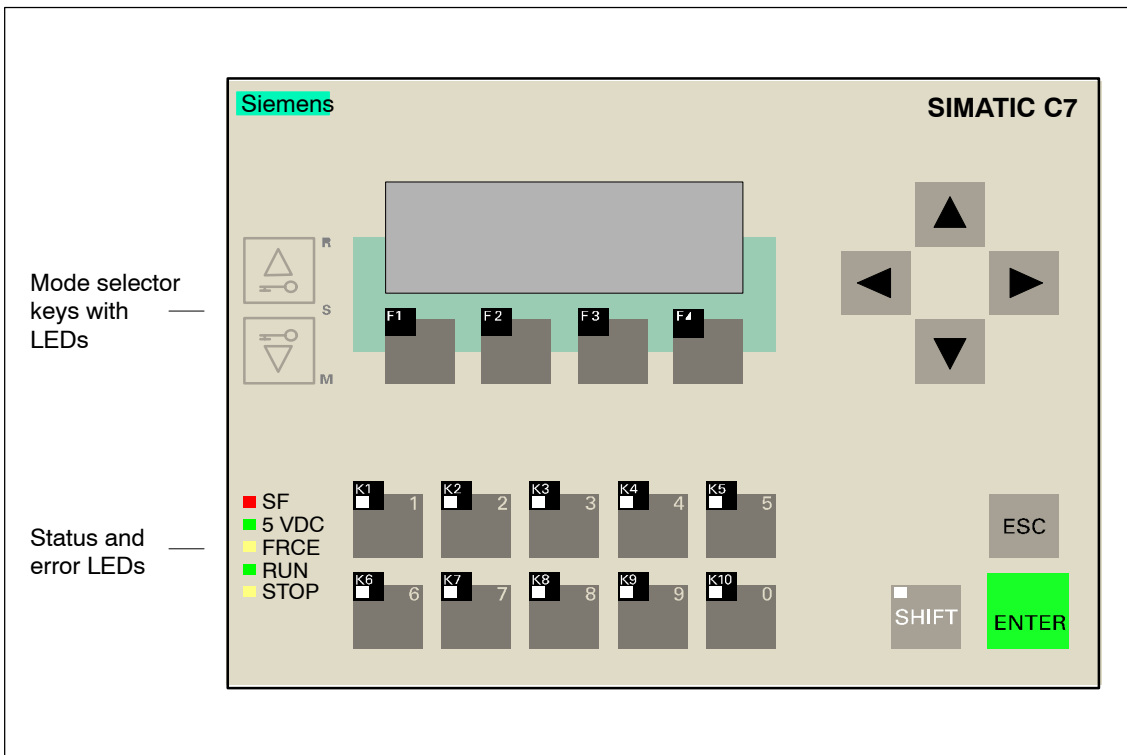 Siemens
SIMATIC C7
R
S
M
Mode selector
keys with
LEDs
F1
F2
F3
F4
SF
5 VDC
FRCE
RUN
STOP
Status and
error LEDs
K1
1
K2
2
K3
3
K4
4
K5
5
K6
6
K7
7
K8
8
K9
9
K10
0
ESC
SHIFT
ENTER